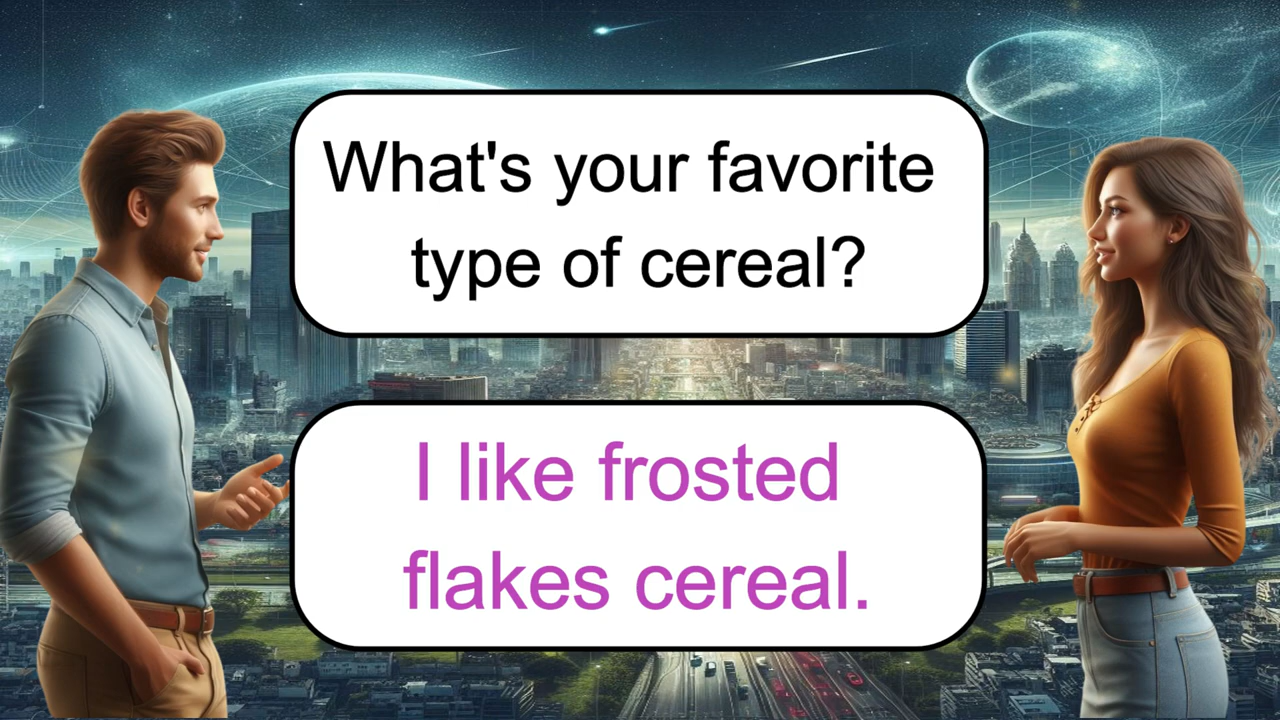 What's your favorite
type of cereal?
I like frosted
flakes cereal.